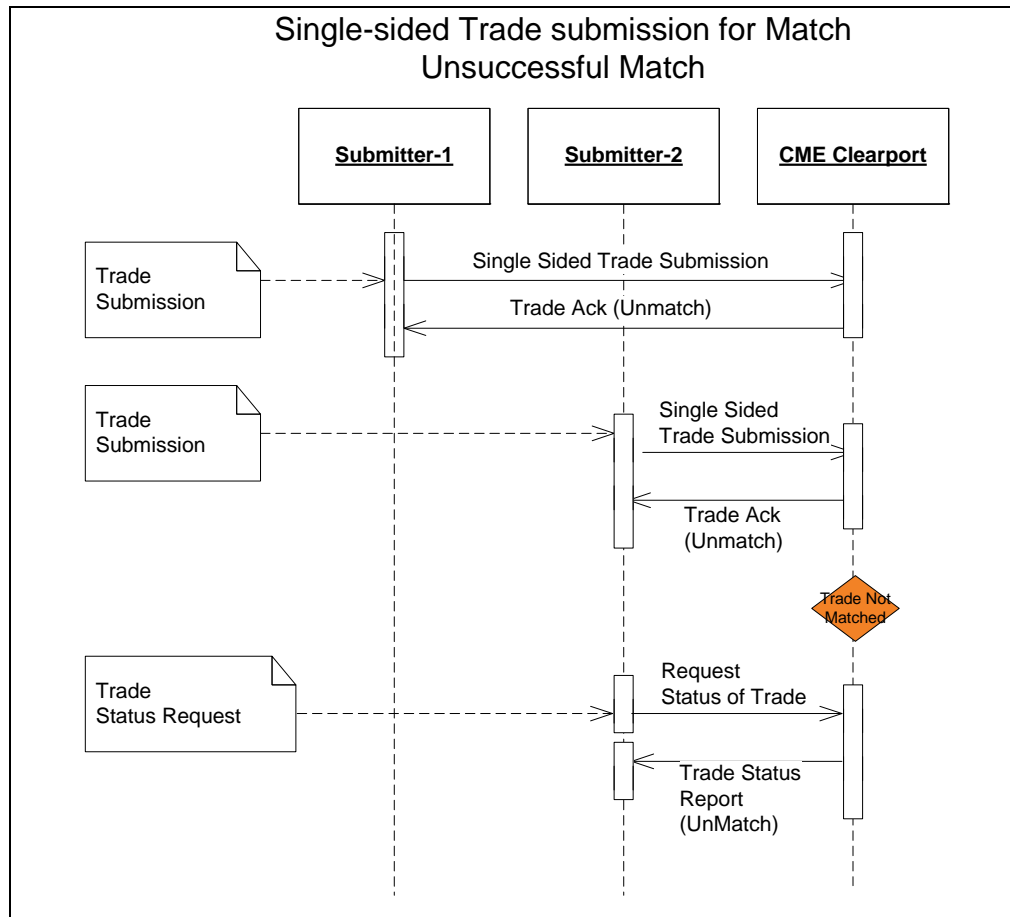 Single-sided Trade submission for Match
Unsuccessful Match
Submitter-1
Submitter-2
CME Clearport
Trade
Submission
Single Sided Trade Submission
Trade Ack (Unmatch)
Trade
Submission
Single Sided
Trade Submission
Trade Ack
(Unmatch)
Trade Not
Matched
Trade
Status Request
Request
Status of Trade
Trade Status
Report
(UnMatch)